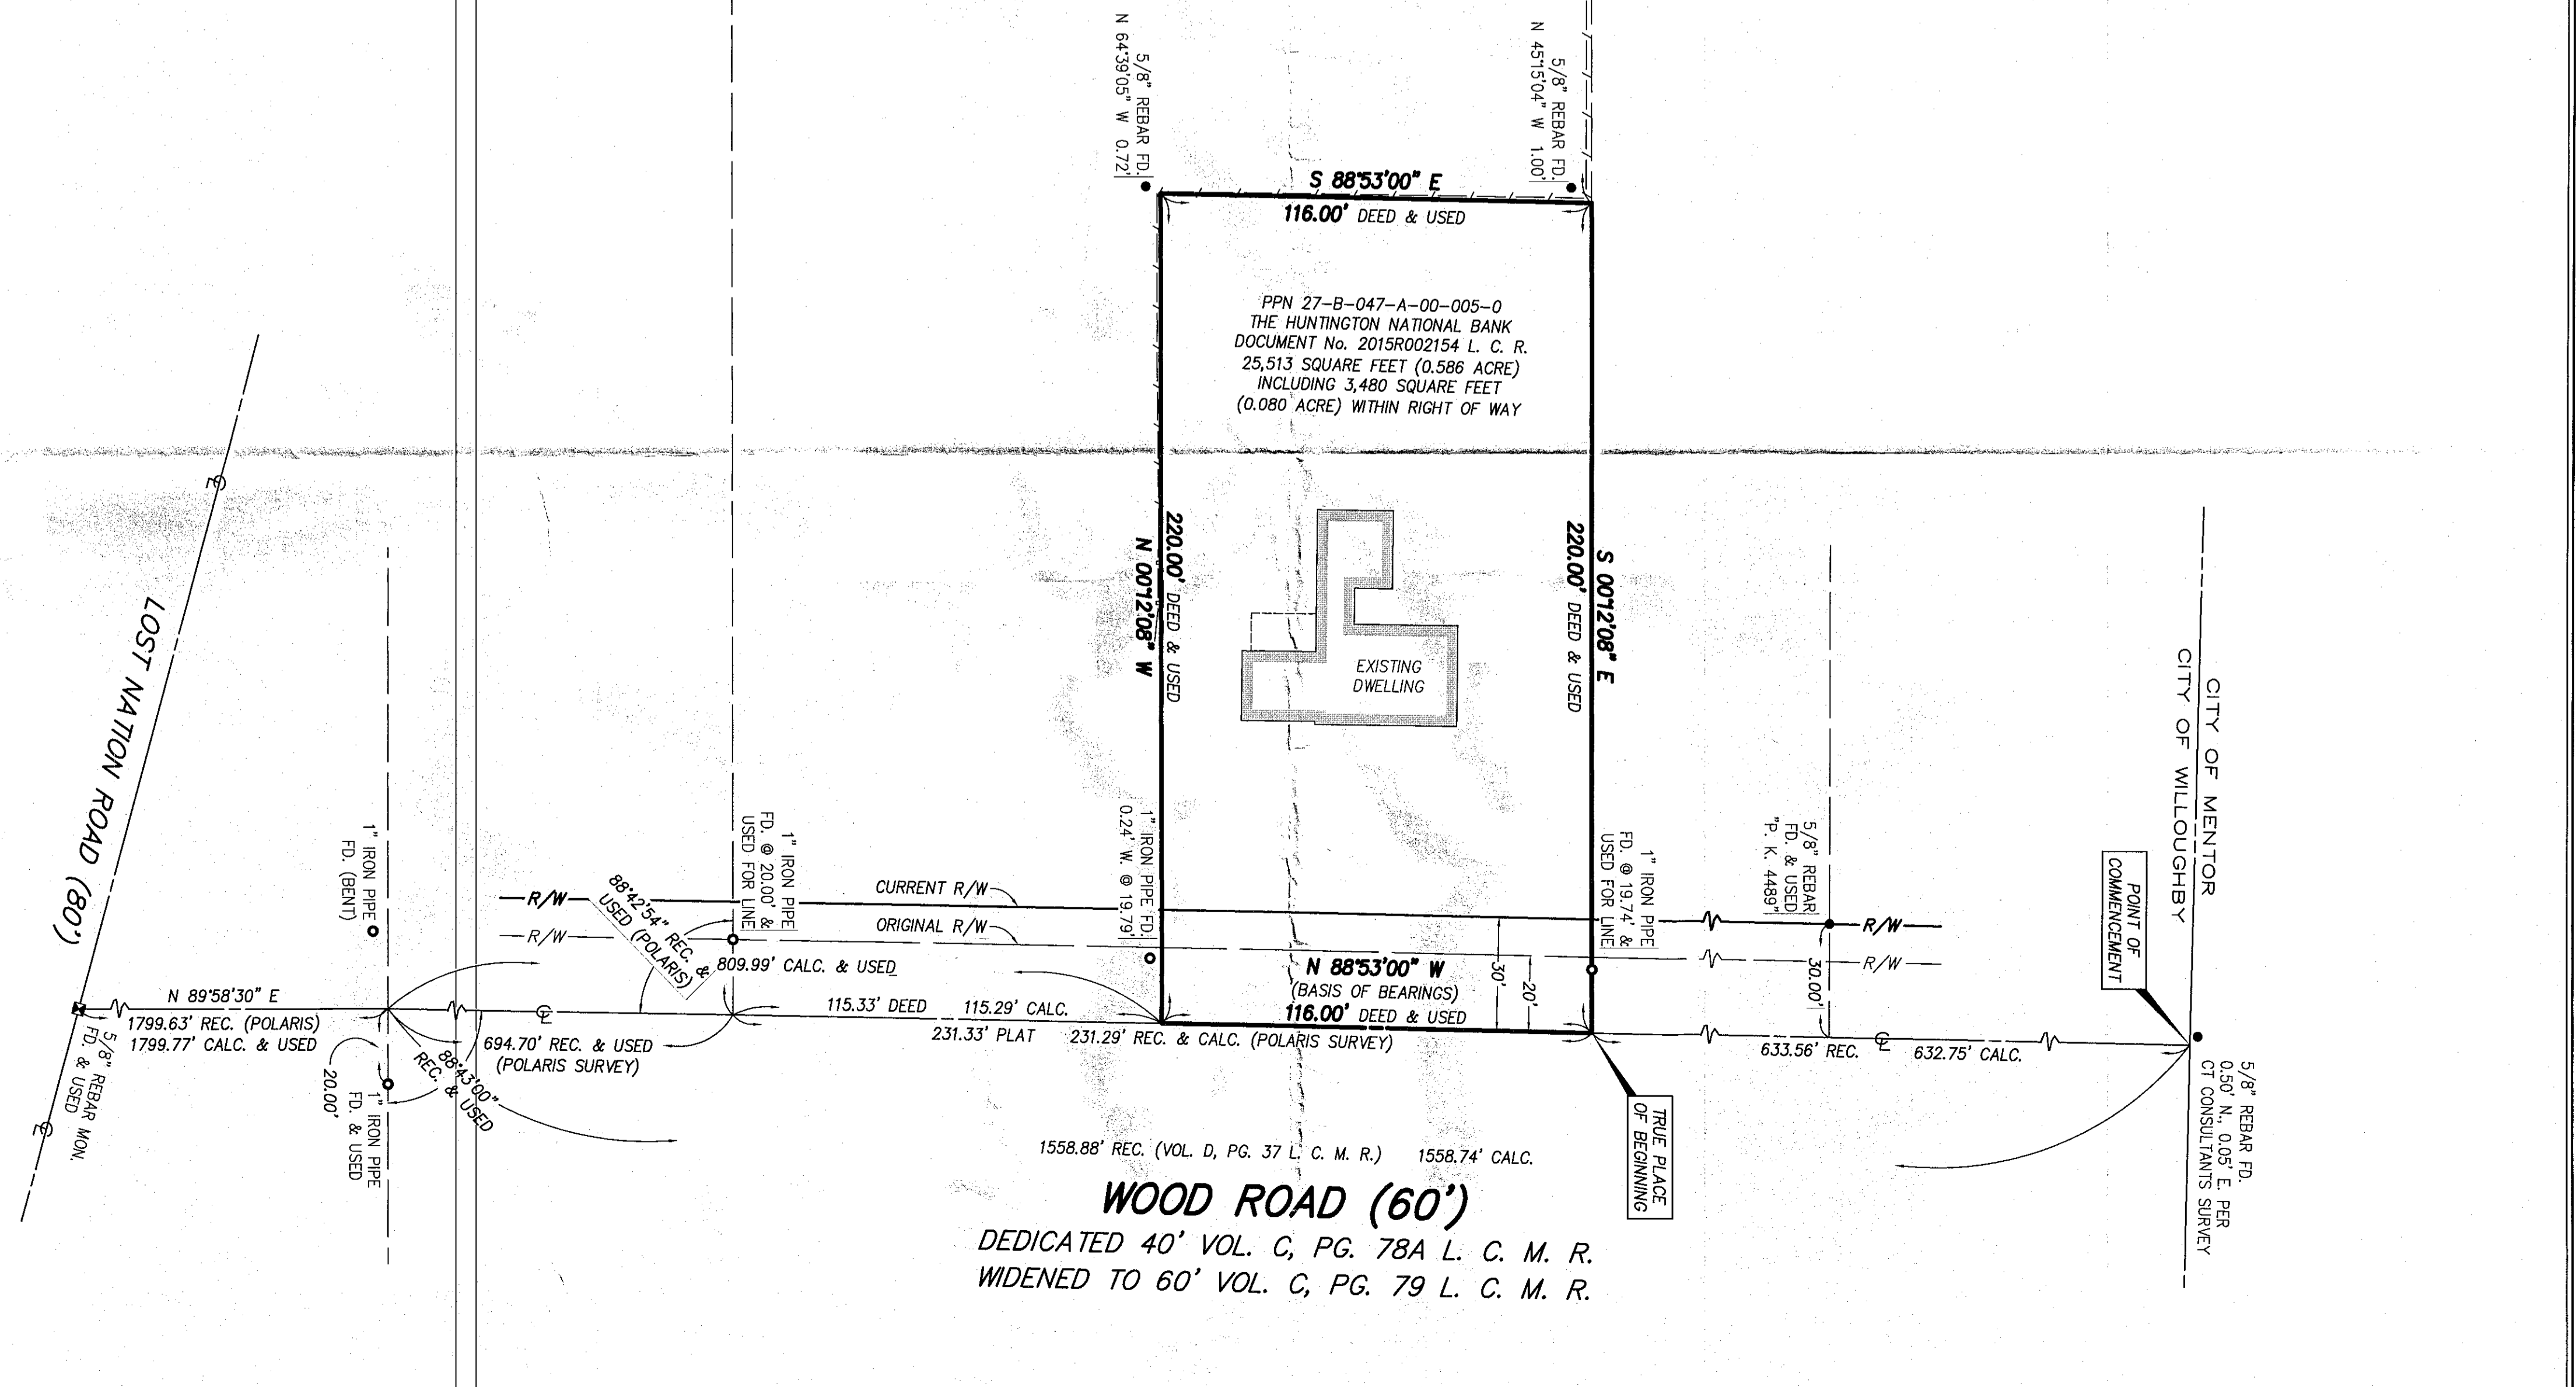 5/8" REBAR FD.
N 64°39'05" W 0.72'
5/8" REBAR FD.
N 45°15'04" W 1.00'
S 88°53'00" E
116.00' DEED & USED
PPN 27-B-047-A-00-005-0
THE HUNTINGTON NATIONAL BANK
DOCUMENT No. 2015R002154 L. C. R.
25,513 SQUARE FEET (0.586 ACRE)
INCLUDING 3,480 SQUARE FEET
(0.080 ACRE) WITHIN RIGHT OF WAY
220.00' DEED & USED
N 00°12'08" W
S 00°12'08" E
220.00' DEED & USED
EXISTING
DWELLING
CITY OF MENTOR
CITY OF WILLOUGHBY
LOST NATION ROAD (80')
1" IRON PIPE
FD. (BENT)
1" IRON PIPE
FD. @ 20.00' &
USED FOR LINE
1" IRON PIPE FD.
0.24' W. @ 19.79'
1" IRON PIPE
FD. @ 19.74' &
USED FOR LINE
5/8" REBAR
FD. & USED
"P. K. 4489"
POINT OF
COMMENCEMENT
R/W
CURRENT R/W
R/W
R/W
ORIGINAL R/W
R/W
88°42'54" REC. &
USED (POLARIS)
809.99' CALC. & USED
N 88°53'00" W
(BASIS OF BEARINGS)
116.00' DEED & USED
30'
20'
30.00'
N 89°58'30" E
1799.63' REC. (POLARIS)
1799.77' CALC. & USED
115.33' DEED 115.29' CALC.
231.33' PLAT 231.29' REC. & CALC. (POLARIS SURVEY)
694.70' REC. & USED
(POLARIS SURVEY)
633.56' REC. 632.75' CALC.
5/8" REBAR MON.
FD. & USED
20.00'
88°43'00"
REC. & USED
1" IRON PIPE
FD. & USED
5/8" REBAR FD.
0.50' N., 0.05' E. PER
CT CONSULTANTS SURVEY
TRUE PLACE
OF BEGINNING
1558.88' REC. (VOL. D, PG. 37 L. C. M. R.) 1558.74' CALC.
WOOD ROAD (60')
DEDICATED 40' VOL. C, PG. 78A L. C. M. R.
WIDENED TO 60' VOL. C, PG. 79 L. C. M. R.